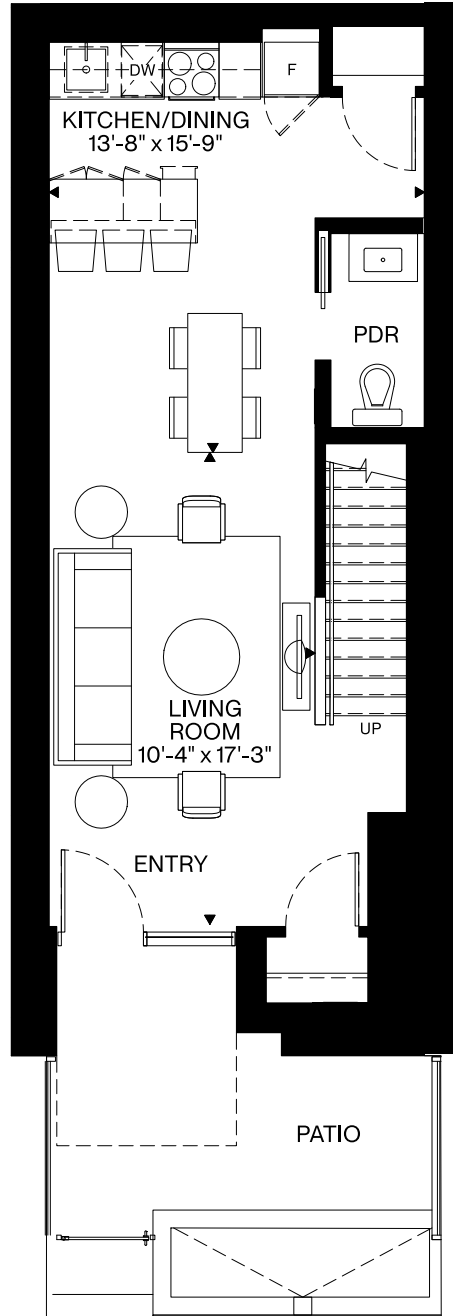 DW
F
KITCHEN/DINING
13'-8" x 15'-9"
PDR
LIVING
ROOM
10'-4" x 17'-3"
UP
ENTRY
PATIO